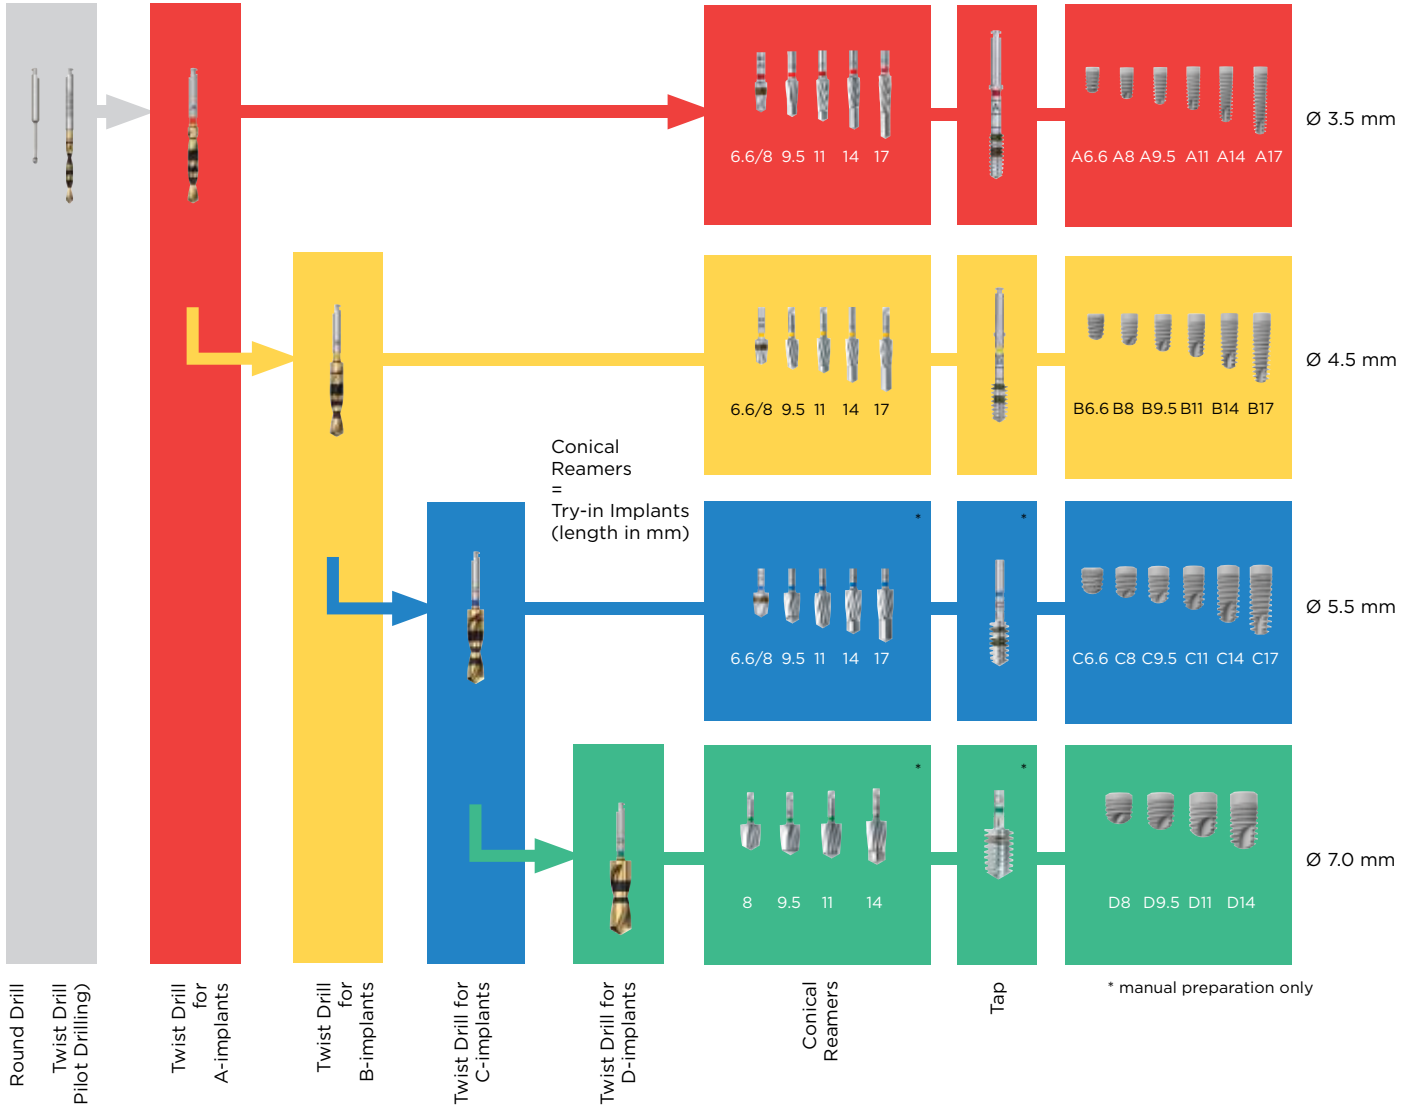 6.6/8 9.5 11 14 17
A6.6 A8 A9.5 A11 A14 A17
Ø 3.5 mm
6.6/8 9.5 11 14 17
B6.6 B8 B9.5 B11 B14 B17
Ø 4.5 mm
Conical
Reamers
=
Try-in Implants
(length in mm)
*
*
6.6/8 9.5 11 14 17
C6.6 C8 C9.5 C11 C14 C17
Ø 5.5 mm
*
*
8 9.5 11 14
D8 D9.5 D11 D14
Ø 7.0 mm
Round Drill
Twist Drill
Pilot Drilling)
Twist Drill
for
A-implants
Twist Drill
for
B-implants
Twist Drill for
C-implants
Twist Drill for
D-implants
Conical
Reamers
Tap
* manual preparation only